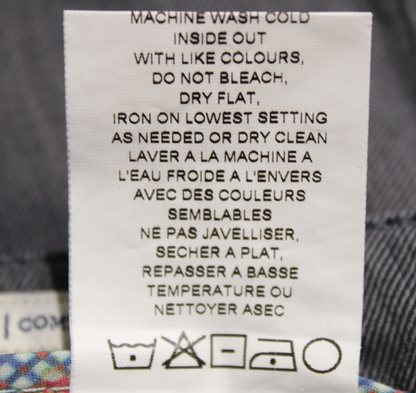 MACHINE WASH COLD
INSIDE OUT
WITH LIKE COLOURS,
DO NOT BLEACH,
DRY FLAT,
IRON ON LOWEST SETTING
AS NEEDED OR DRY CLEAN
LAVER A LA MACHINE A
L'EAU FROIDE A L'ENVERS
AVEC DES COULEURS
SEMBLABLES
NE PAS JAVELLISER,
SECHER A PLAT,
REPASSER A BASSE
TEMPERATURE OU
NETTOYER ASEC